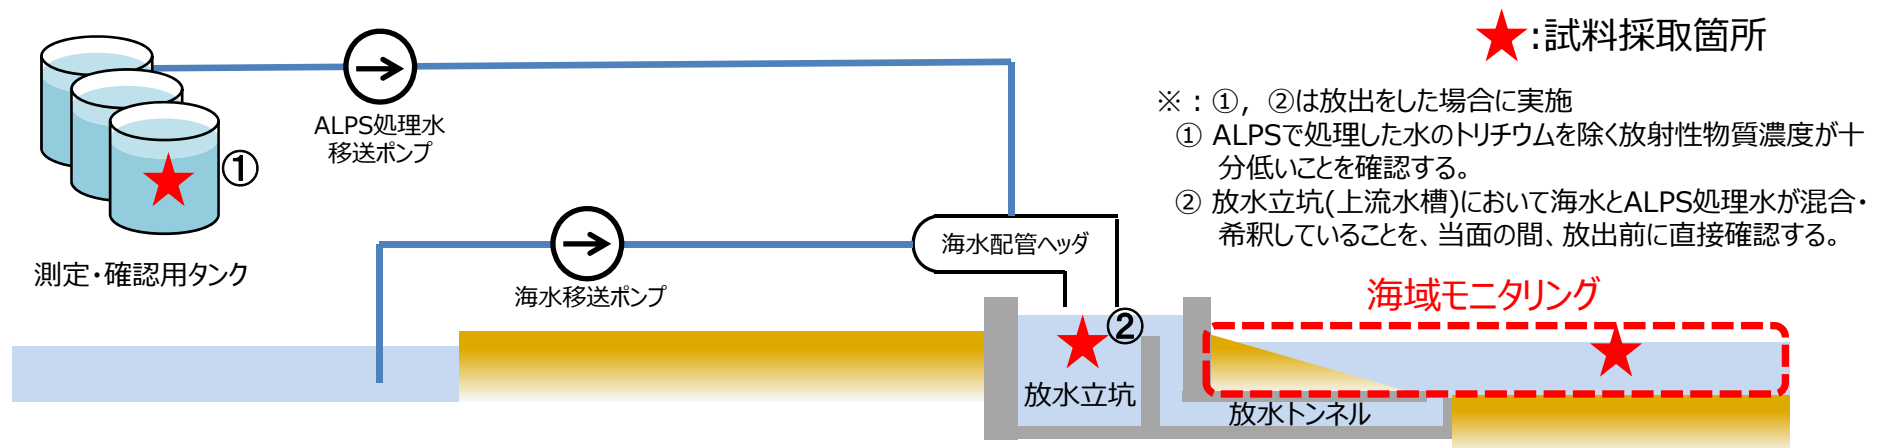 ★:試料採取箇所
※：①，②は放出をした場合に実施
① ALPSで処理した水のトリチウムを除く放射性物質濃度が十
分低いことを確認する。
② 放水立坑(上流水槽)において海水とALPS処理水が混合・
希釈していることを、当面の間、放出前に直接確認する。
ALPS処理水
移送ポンプ
①
測定・確認用タンク
海水配管ヘッダ
海水移送ポンプ
海域モニタリング
②
放水立坑
放水トンネル